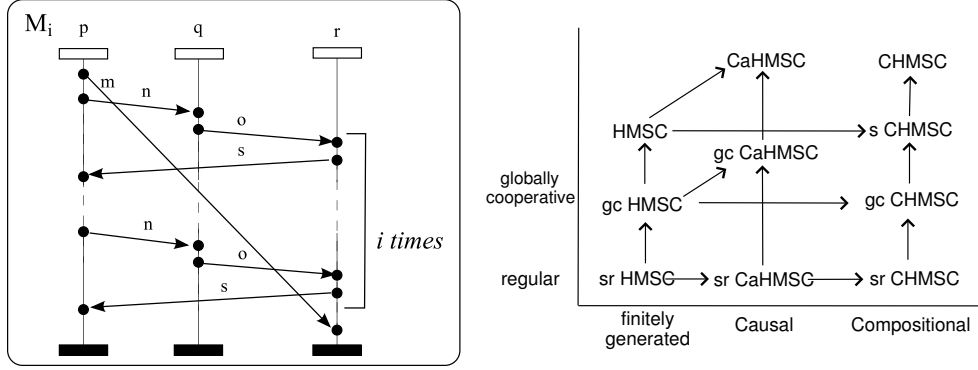 M i
p q r
m
n
o
s
n
o
s
i times
CaHMSC CHMSC
HMSC s CHMSC
gc CaHMSC
globally
cooperative
gc HMSC gc CHMSC
regular sr HMSC sr CaHMSC sr CHMSC
finitely
generated Causal Compositional